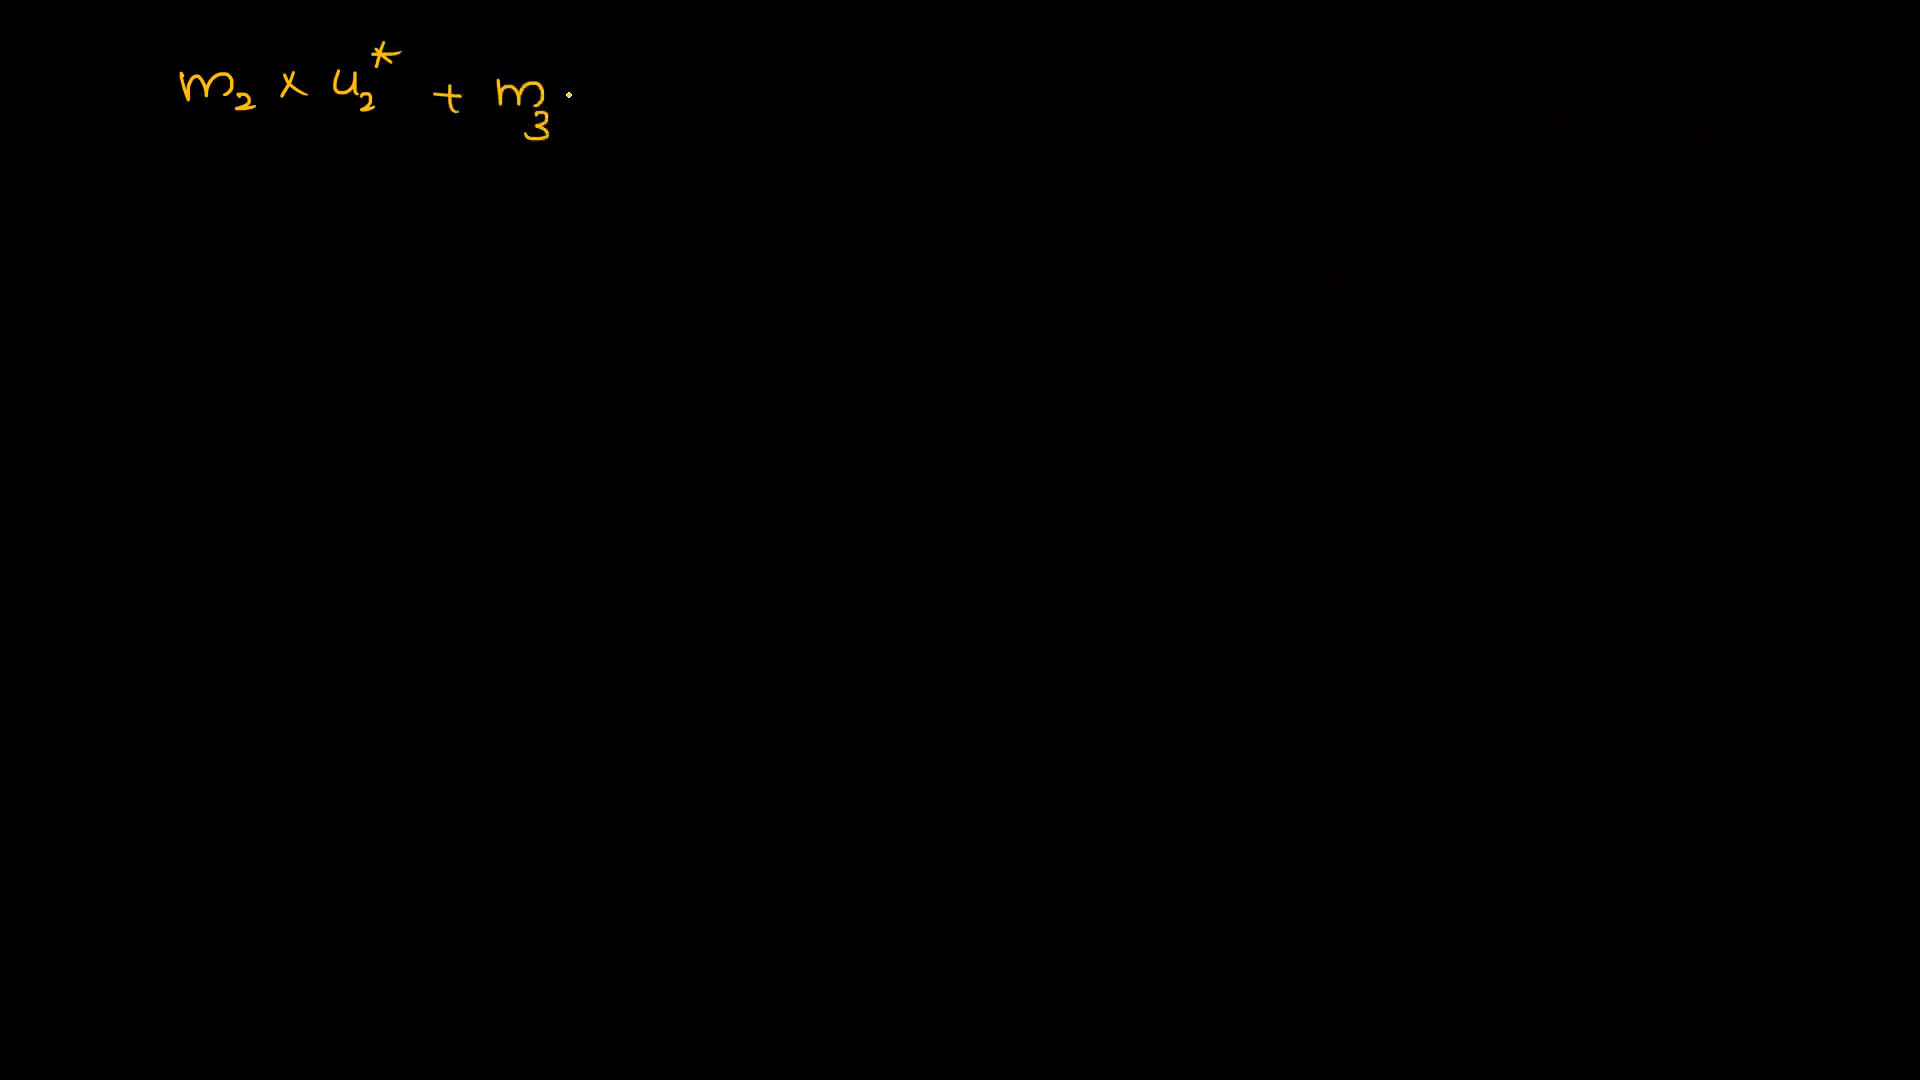 m₂ × u₂* + m₃